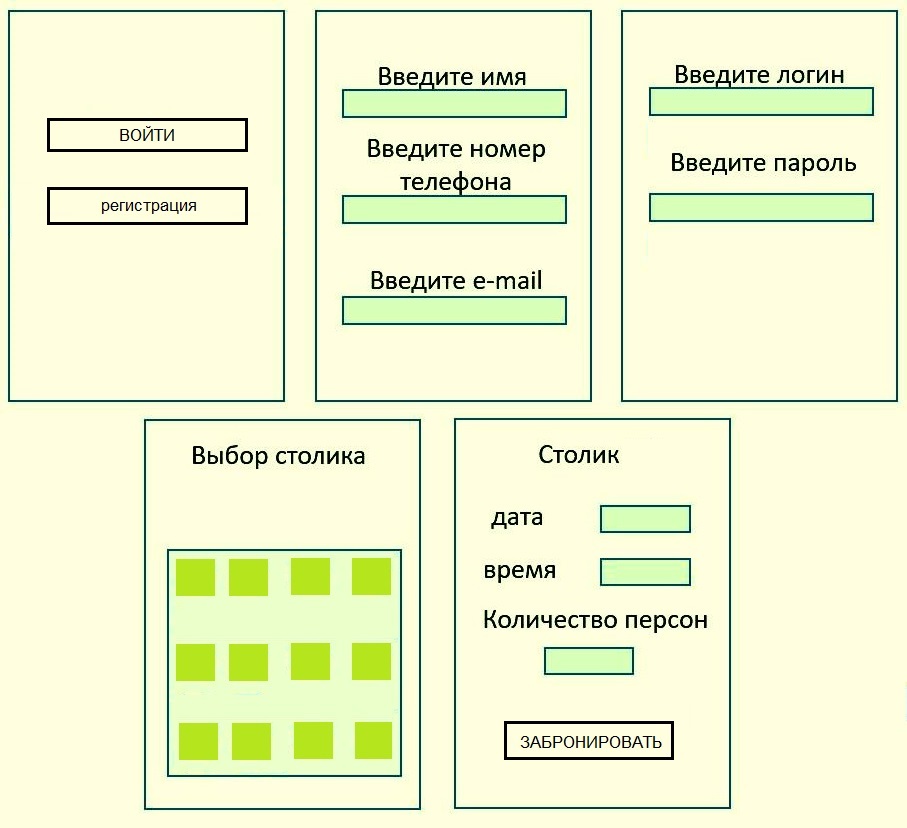 ВОЙТИ
регистрация
Введите имя
Введите номер
телефона
Введите e-mail
Введите логин
Введите пароль
Выбор столика
Столик
дата
время
Количество персон
ЗАБРОНИРОВАТЬ